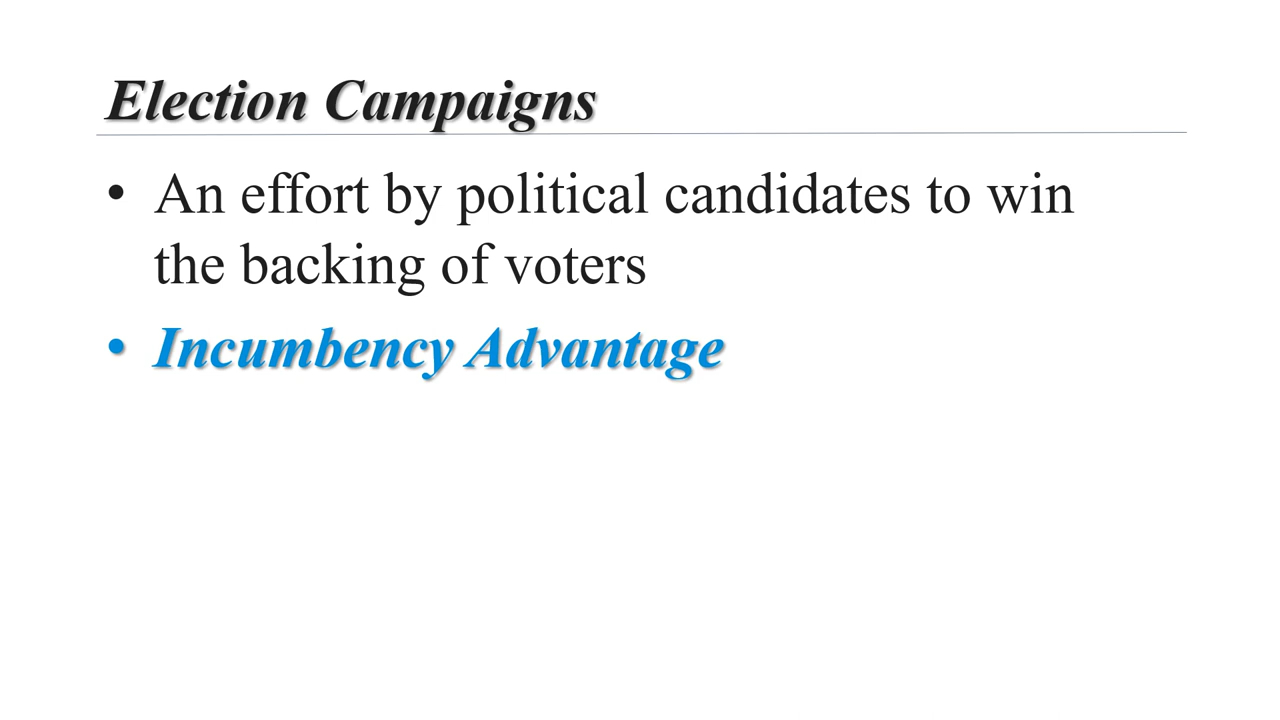 Election Campaigns
• An effort by political candidates to win
the backing of voters
• Incumbency Advantage